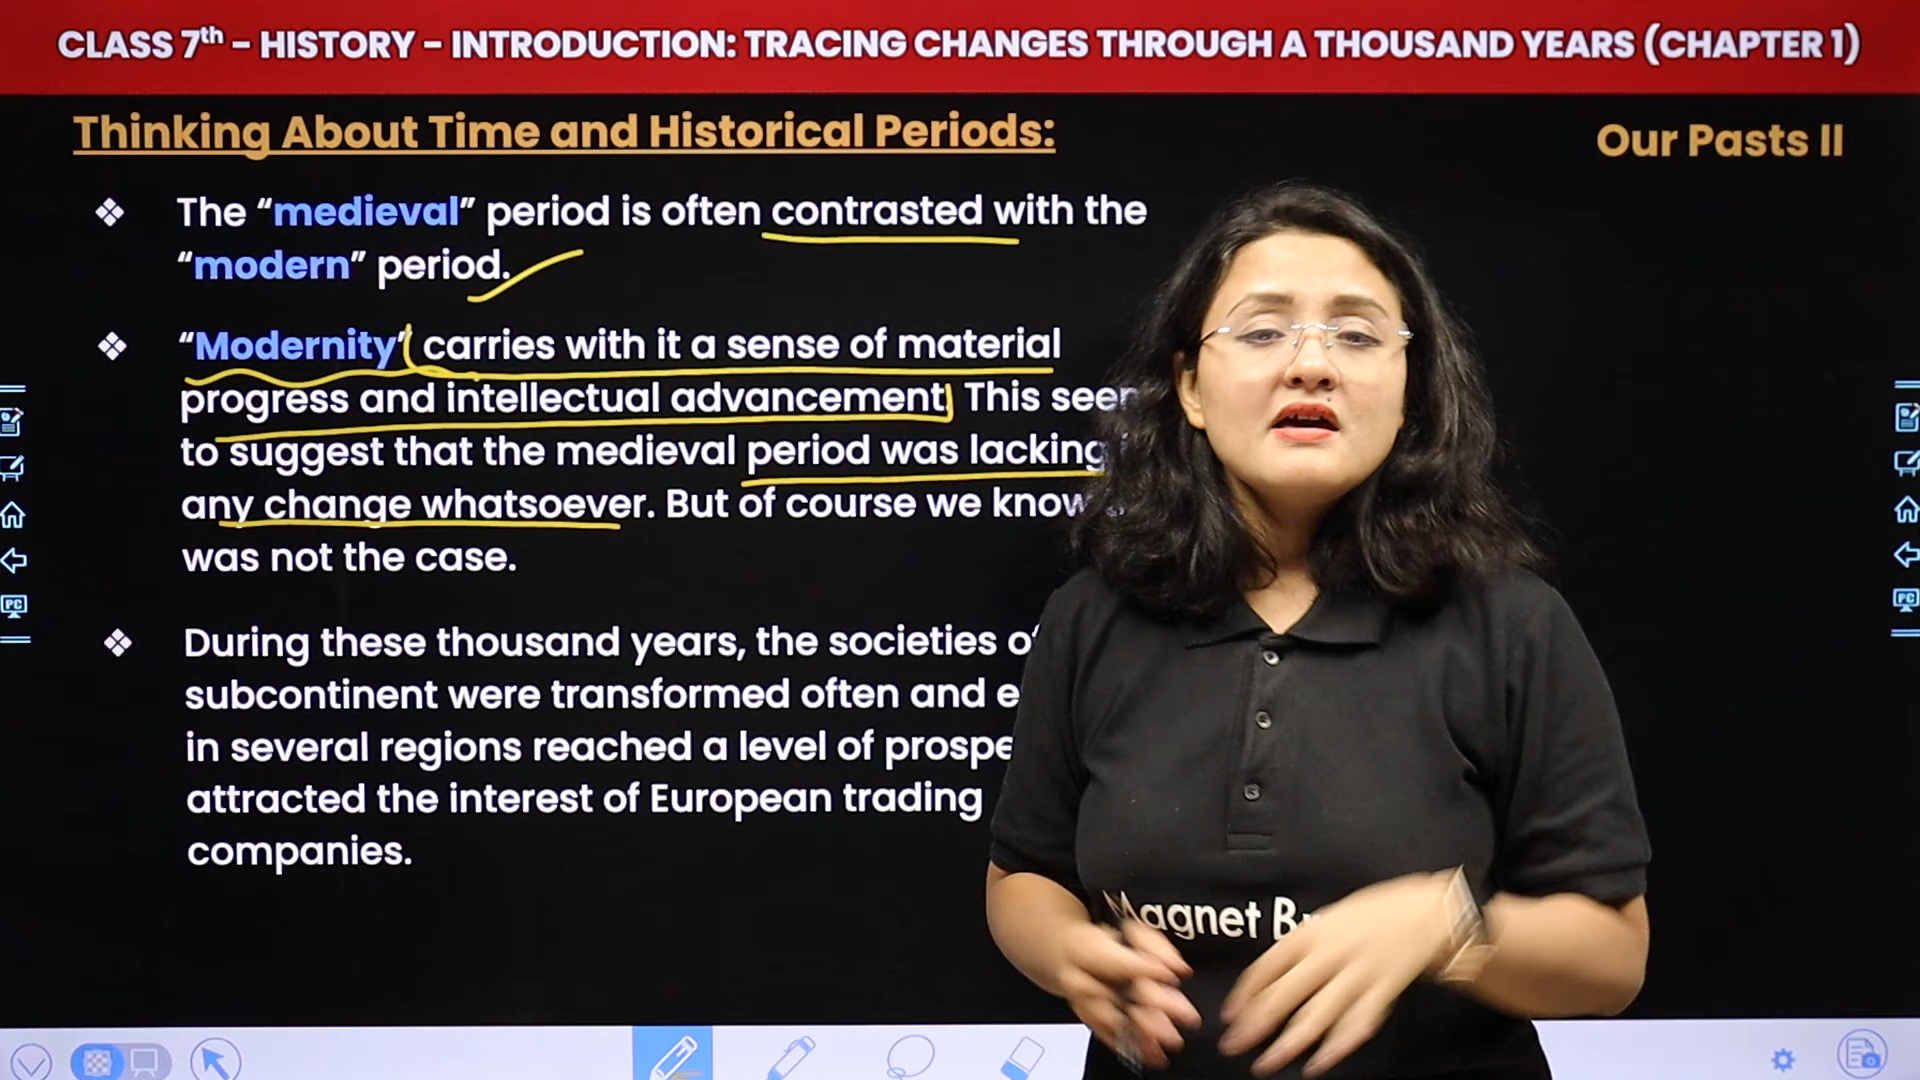 CLASS 7th – HISTORY – INTRODUCTION: TRACING CHANGES THROUGH A THOUSAND YEARS (CHAPTER 1)
Thinking About Time and Historical Periods:
Our Pasts II
The “medieval” period is often contrasted with the
“modern” period.
“Modernity” carries with it a sense of material
progress and intellectual advancement. This
to suggest that the medieval period was lacking
any change whatsoever. But of course we know
was not the case.
During these thousand years, the societies
subcontinent were transformed often and
in several regions reached a level of
attracted the interest of European trading
companies.
Magnet
PC
PC